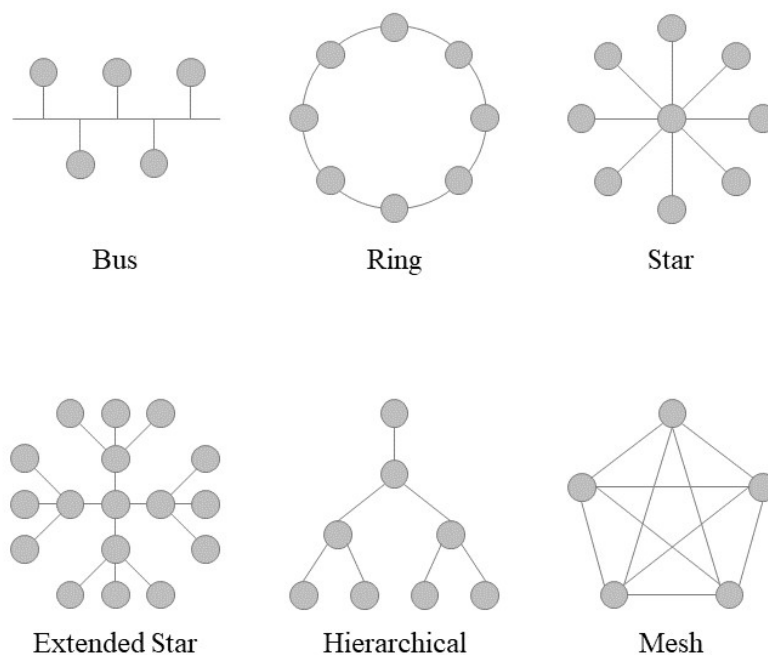 Bus
Ring
Star
Extended Star
Hierarchical
Mesh